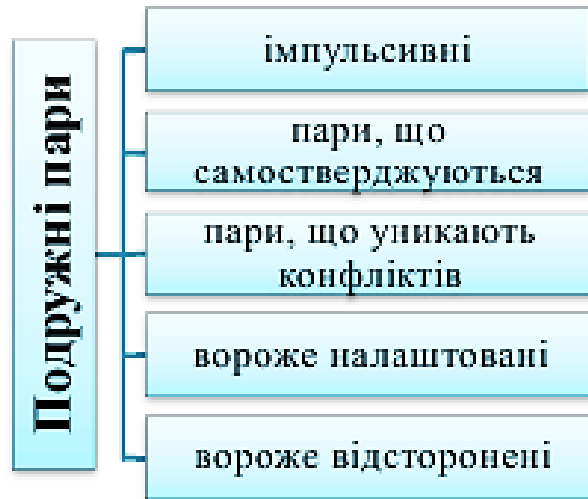 Подружні пари
імпульсивні
пари, що
самостверджуються
пари, що уникають
конфліктів
вороже налаштовані
вороже відсторонені